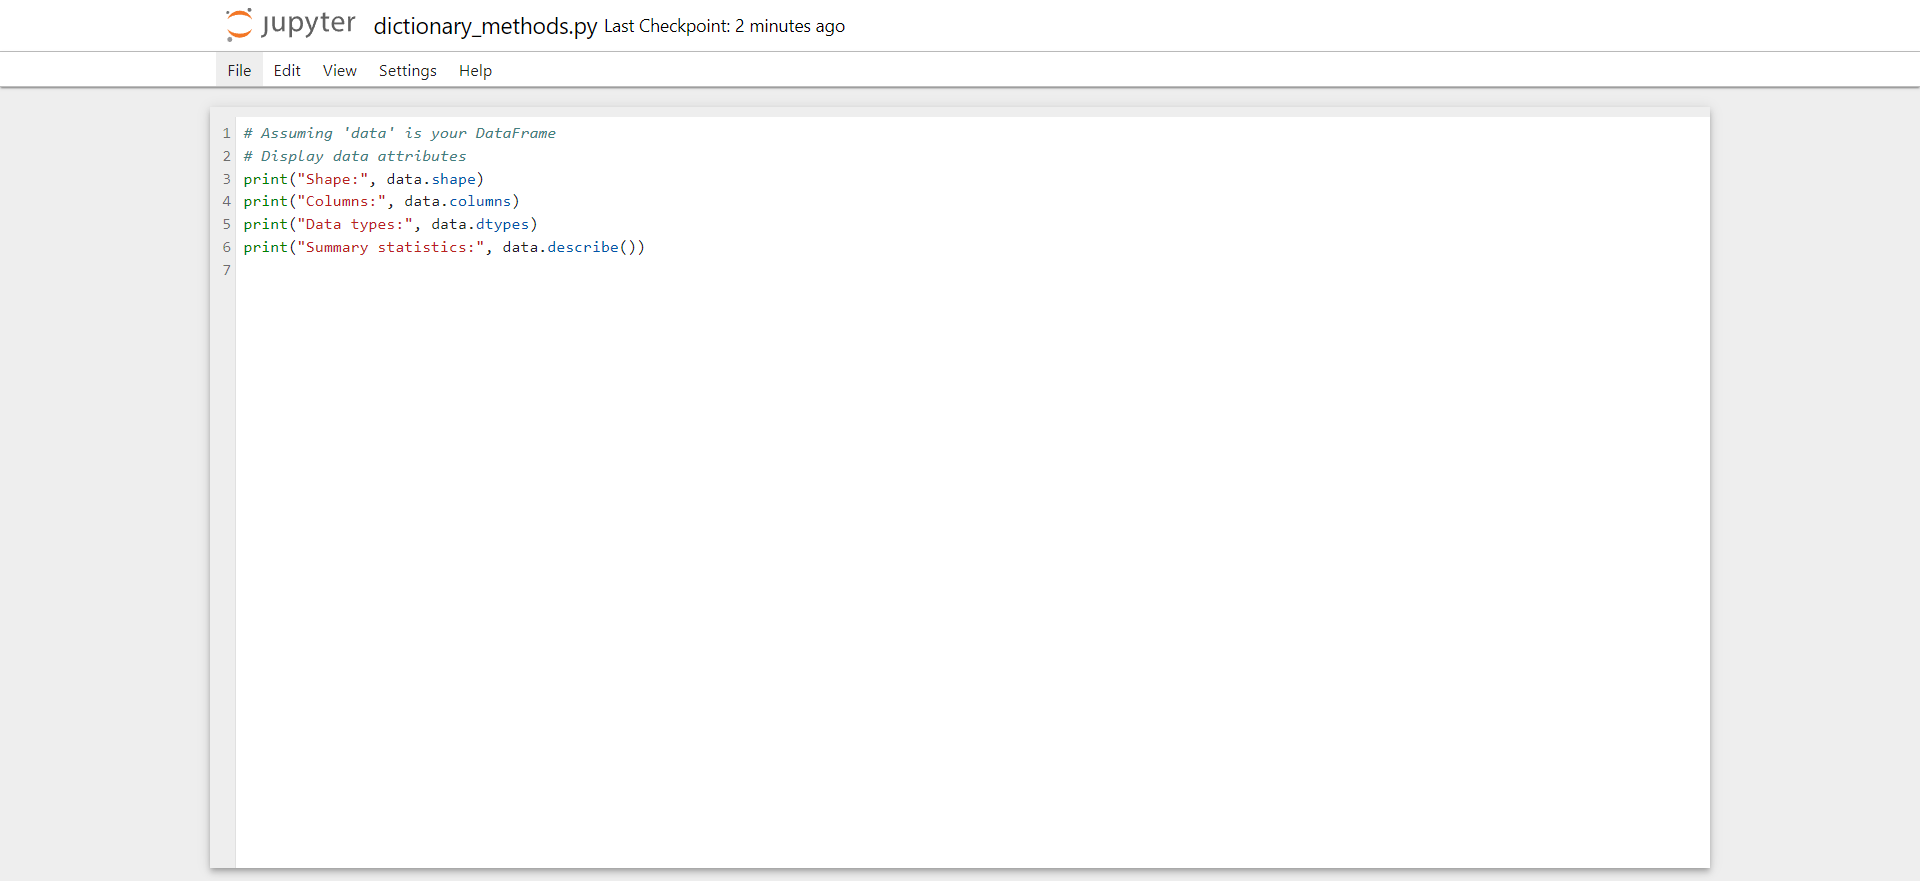 jupyter dictionary_methods.py Last Checkpoint: 2 minutes ago
File Edit View Settings Help
1 # Assuming 'data' is your DataFrame
2 # Display data attributes
3 print("Shape:", data.shape)
4 print("Columns:", data.columns)
5 print("Data types:", data.dtypes)
6 print("Summary statistics:", data.describe())
7